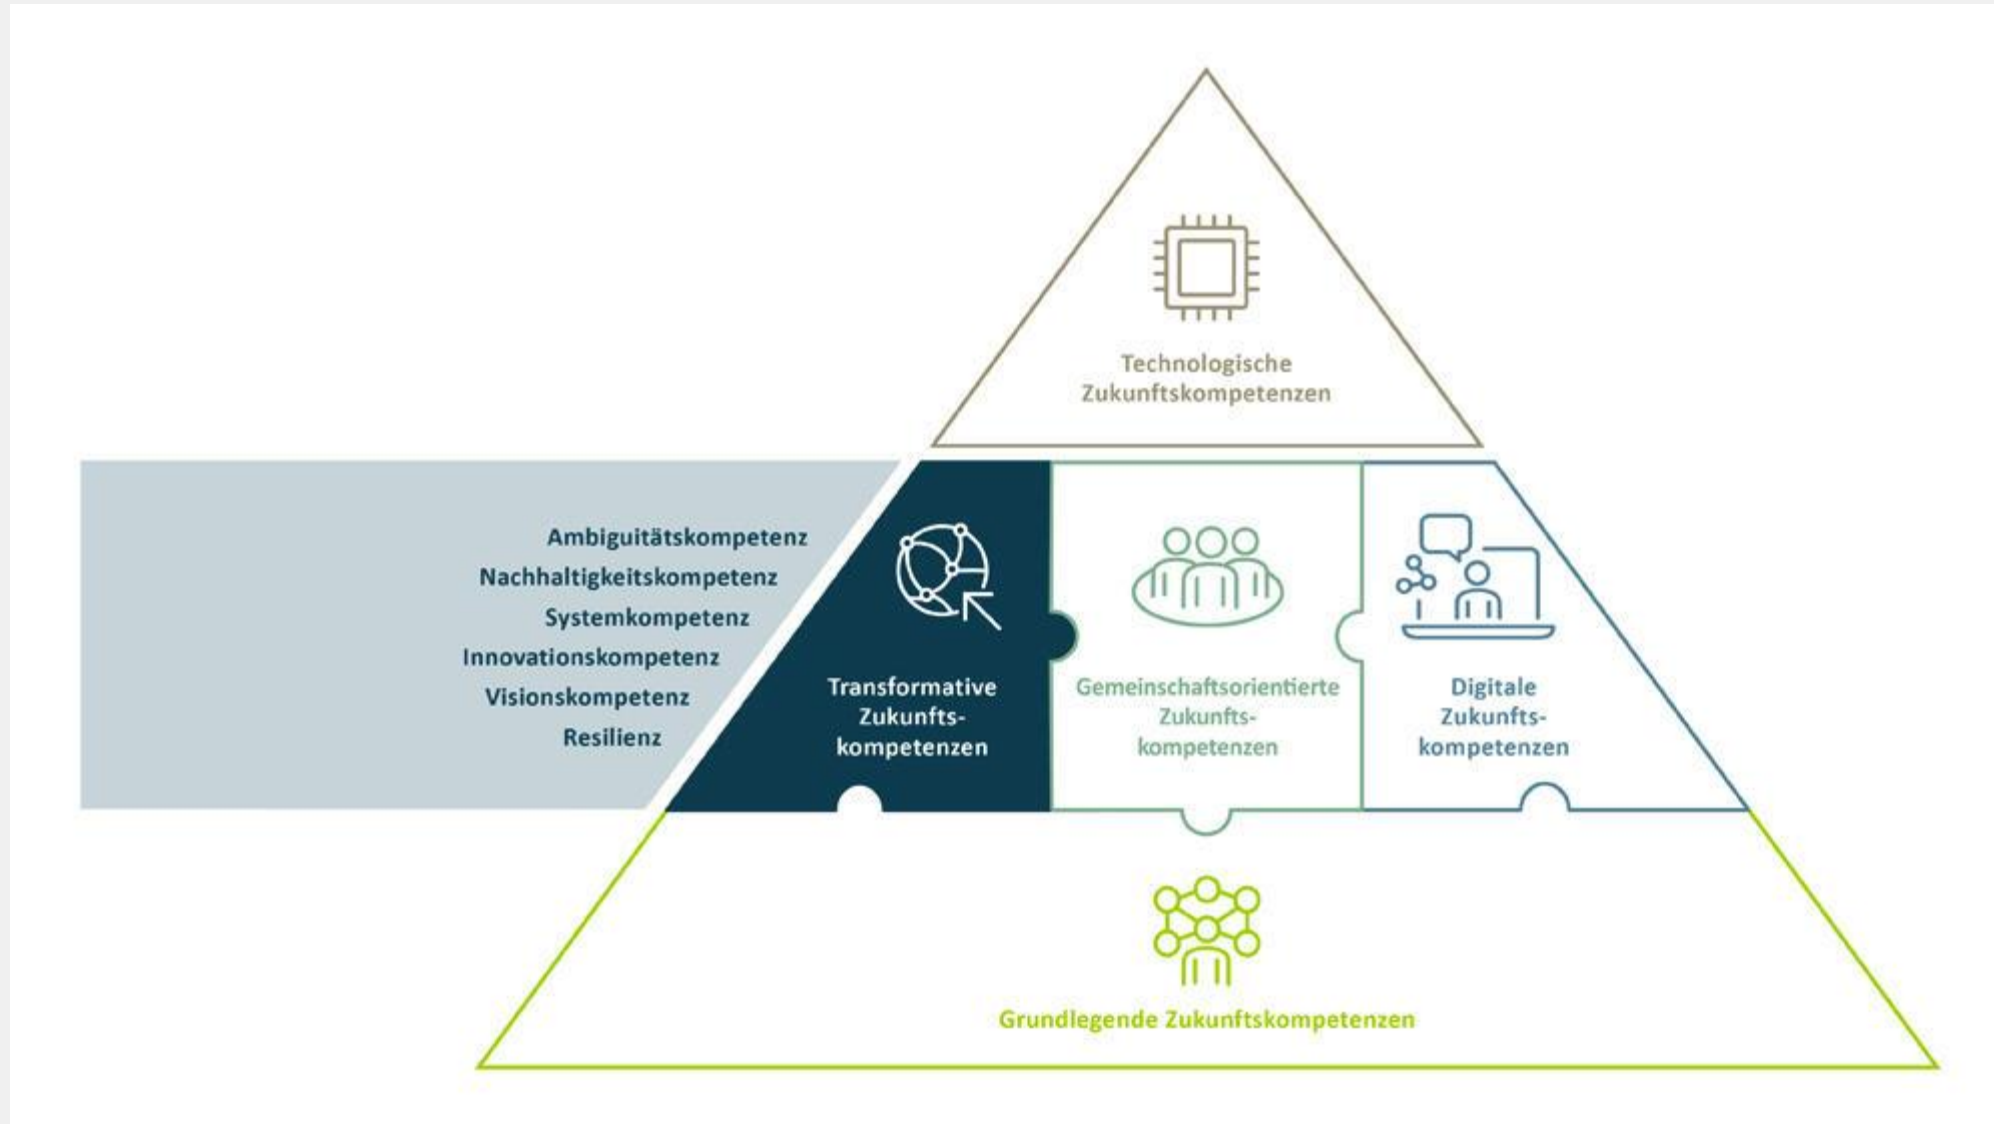 Technologische
Zukunftskompetenzen
Ambiguitätskompetenz
Nachhaltigkeitskompetenz
Systemkompetenz
Innovationskompetenz
Visionskompetenz
Resilienz
Transformative
Zukunfts-
kompetenzen
Gemeinschaftsorientierte
Zukunfts-
kompetenzen
Digitale
Zukunfts-
kompetenzen
Grundlegende Zukunftskompetenzen